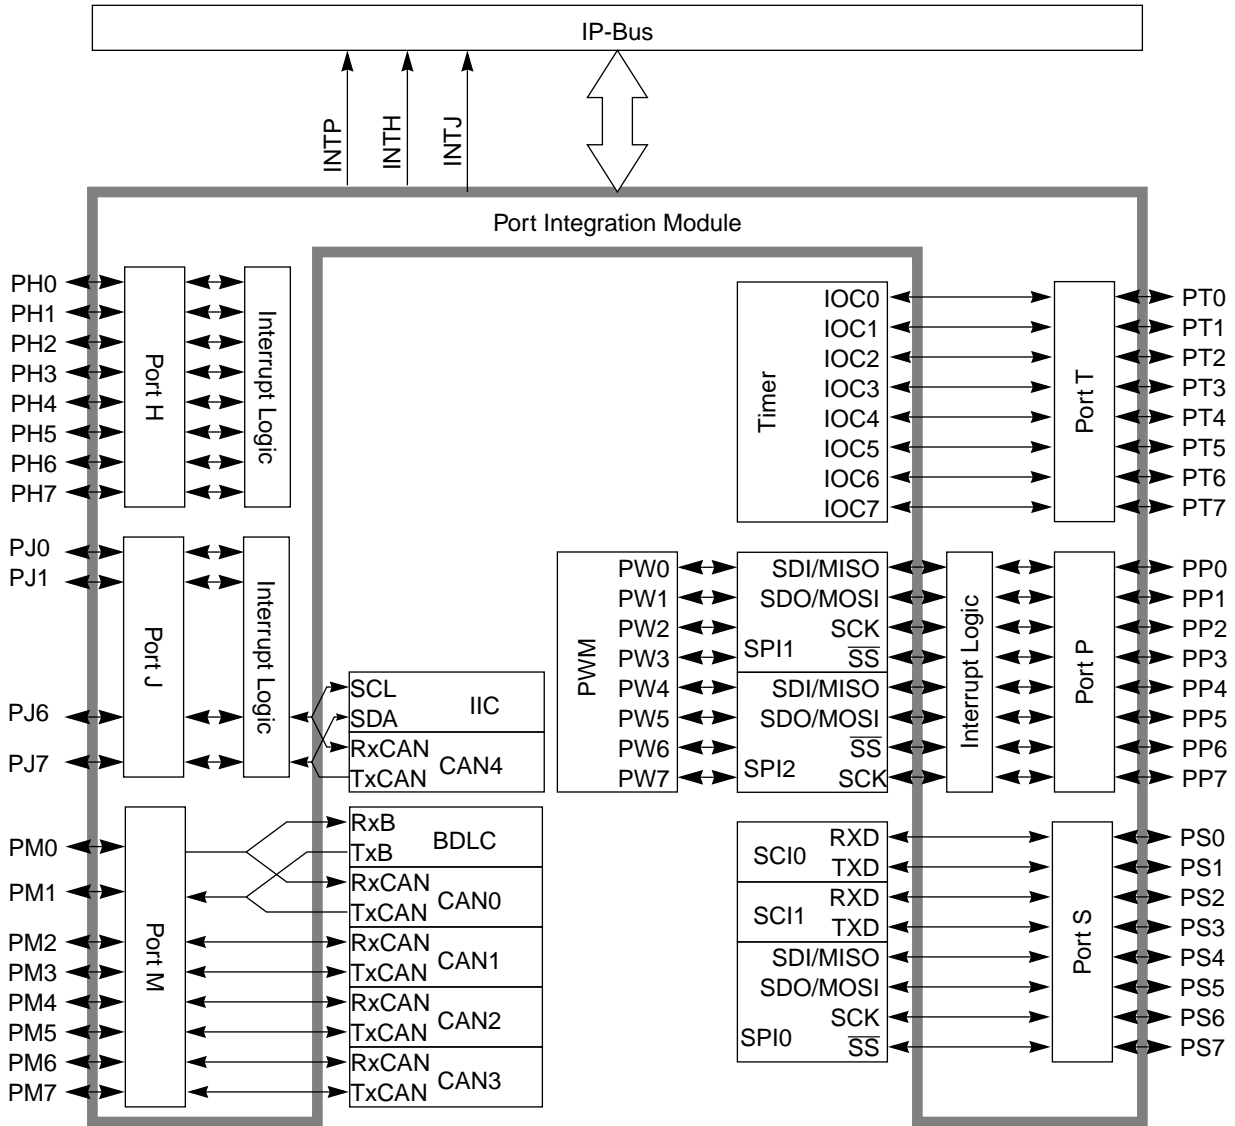 IP-Bus
INTP
INTH
INTJ
Port Integration Module
PH0
PH1
PH2
PH3
PH4
PH5
PH6
PH7
Port H
Interrupt Logic
PJ0
PJ1
PJ6
PJ7
Port J
Interrupt Logic
SCL
SDA
IIC
RxCAN
TxCAN
CAN4
PM0
PM1
PM2
PM3
PM4
PM5
PM6
PM7
Port M
RxB
TxB
BDLC
RxCAN
TxCAN
CAN0
RxCAN
TxCAN
CAN1
RxCAN
TxCAN
CAN2
RxCAN
TxCAN
CAN3
Timer
IOC0
IOC1
IOC2
IOC3
IOC4
IOC5
IOC6
IOC7
Port T
PT0
PT1
PT2
PT3
PT4
PT5
PT6
PT7
PWM
PW0
PW1
PW2
PW3
PW4
PW5
PW6
PW7
SDI/MISO
SDO/MOSI
SCK
SPI1
SS
SDI/MISO
SDO/MOSI
SS
SPI2
SCK
Interrupt Logic
Port P
PP0
PP1
PP2
PP3
PP4
PP5
PP6
PP7
SCI0
RXD
TXD
SCI1
RXD
TXD
SDI/MISO
SDO/MOSI
SCK
SPI0
SS
Port S
PS0
PS1
PS2
PS3
PS4
PS5
PS6
PS7